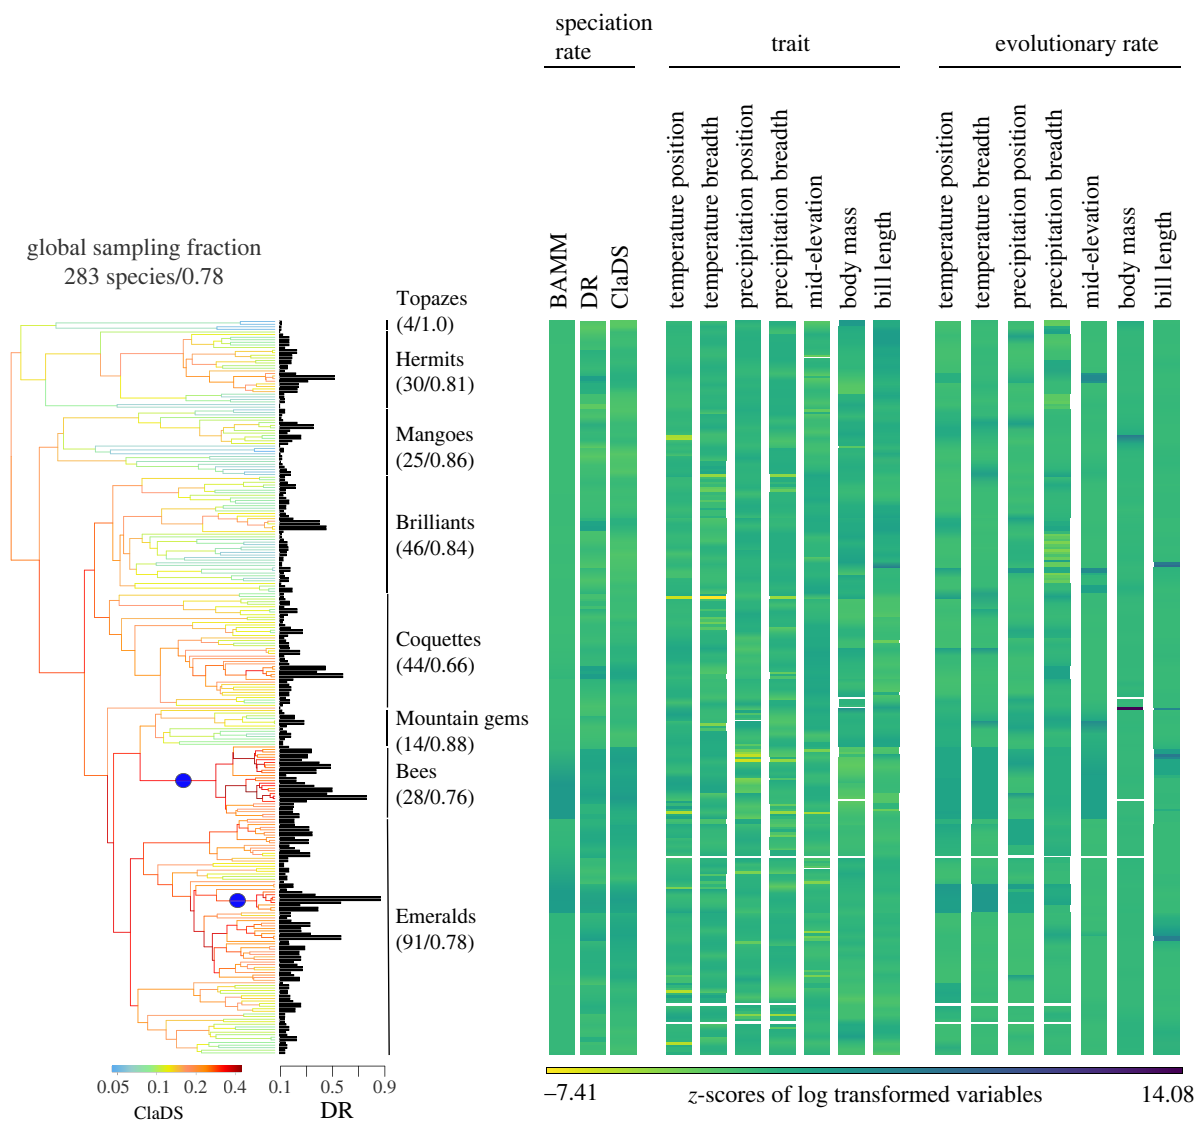 speciation
rate
trait
evolutionary rate
BAMM
DR
ClaDS
temperature position
temperature breadth
precipitation position
precipitation breadth
mid-elevation
body mass
bill length
temperature position
temperature breadth
precipitation position
precipitation breadth
mid-elevation
body mass
bill length
global sampling fraction
283 species/0.78
Topazes
(4/1.0)
Hermits
(30/0.81)
Mangoes
(25/0.86)
Brilliants
(46/0.84)
Coquettes
(44/0.66)
Mountain gems
(14/0.88)
Bees
(28/0.76)
Emeralds
(91/0.78)
0.05 0.1 0.2 0.4
ClaDS
0.1 0.5 0.9
DR
−7.41 z-scores of log transformed variables 14.08